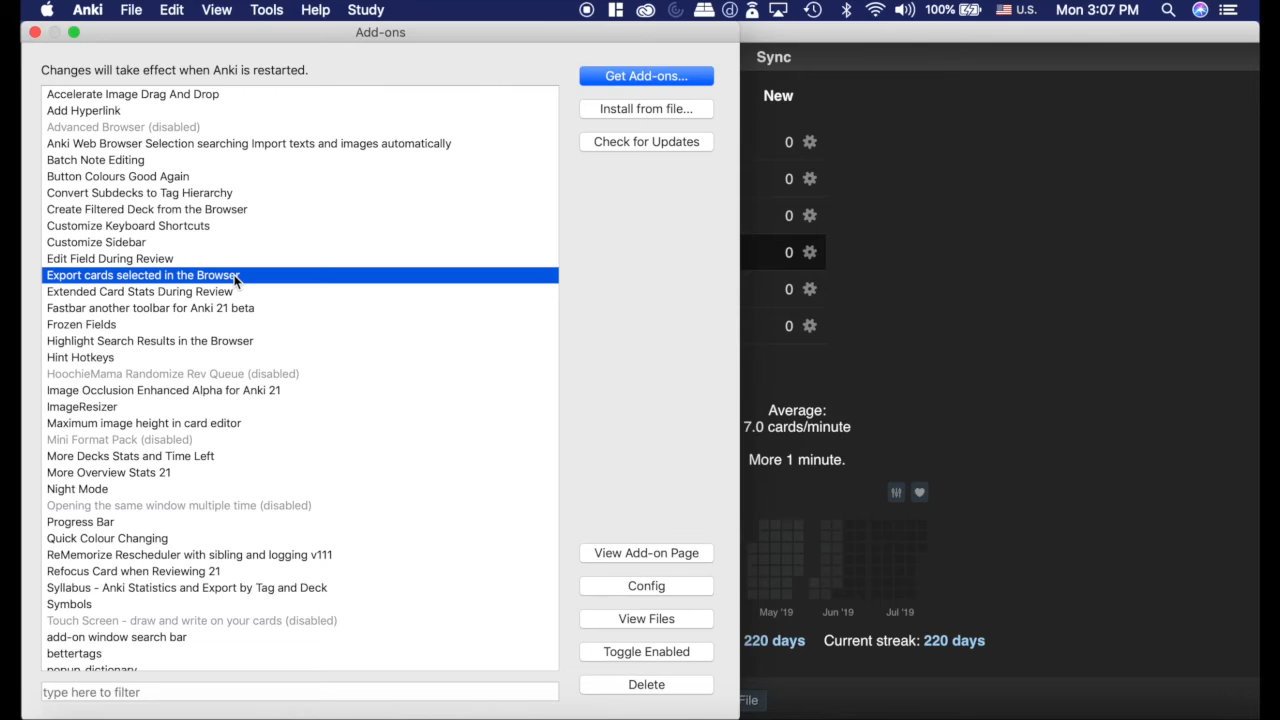 Anki File Edit View Tools Help Study 100% U.S. Mon 3:07 PM
Add-ons
Changes will take effect when Anki is restarted.
Accelerate Image Drag And Drop
Add Hyperlink
Advanced Browser (disabled)
Anki Web Browser Selection searching Import texts and images automatically
Batch Note Editing
Button Colours Good Again
Convert Subdecks to Tag Hierarchy
Create Filtered Deck from the Browser
Customize Keyboard Shortcuts
Customize Sidebar
Edit Field During Review
Export cards selected in the Browser
Extended Card Stats During Review
Fastbar another toolbar for Anki 21 beta
Frozen Fields
Highlight Search Results in the Browser
Hint Hotkeys
HoochieMama Randomize Rev Queue (disabled)
Image Occlusion Enhanced Alpha for Anki 21
ImageResizer
Maximum image height in card editor
Mini Format Pack (disabled)
More Decks Stats and Time Left
More Overview Stats 21
Night Mode
Opening the same window multiple time (disabled)
Progress Bar
Quick Colour Changing
ReMemorize Rescheduler with sibling and logging v111
Refocus Card when Reviewing 21
Syllabus - Anki Statistics and Export by Tag and Deck
Symbols
Touch Screen - draw and write on your cards (disabled)
add-on window search bar
bettertags
popup_dictionary
type here to filter
Get Add-ons...
Install from file...
Check for Updates
View Add-on Page
Config
View Files
Toggle Enabled
Delete
Sync
New
0
0
0
0
0
0
Average:
7.0 cards/minute
More 1 minute.
May '19 Jun '19 Jul '19
220 days Current streak: 220 days
File